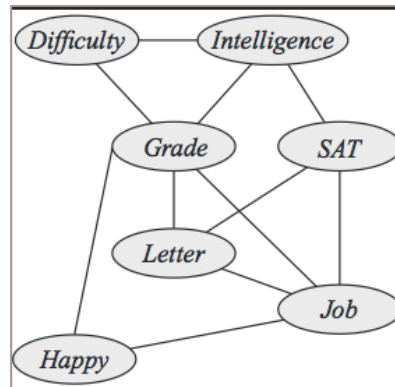 Difficulty
Intelligence
Grade
SAT
Letter
Job
Happy